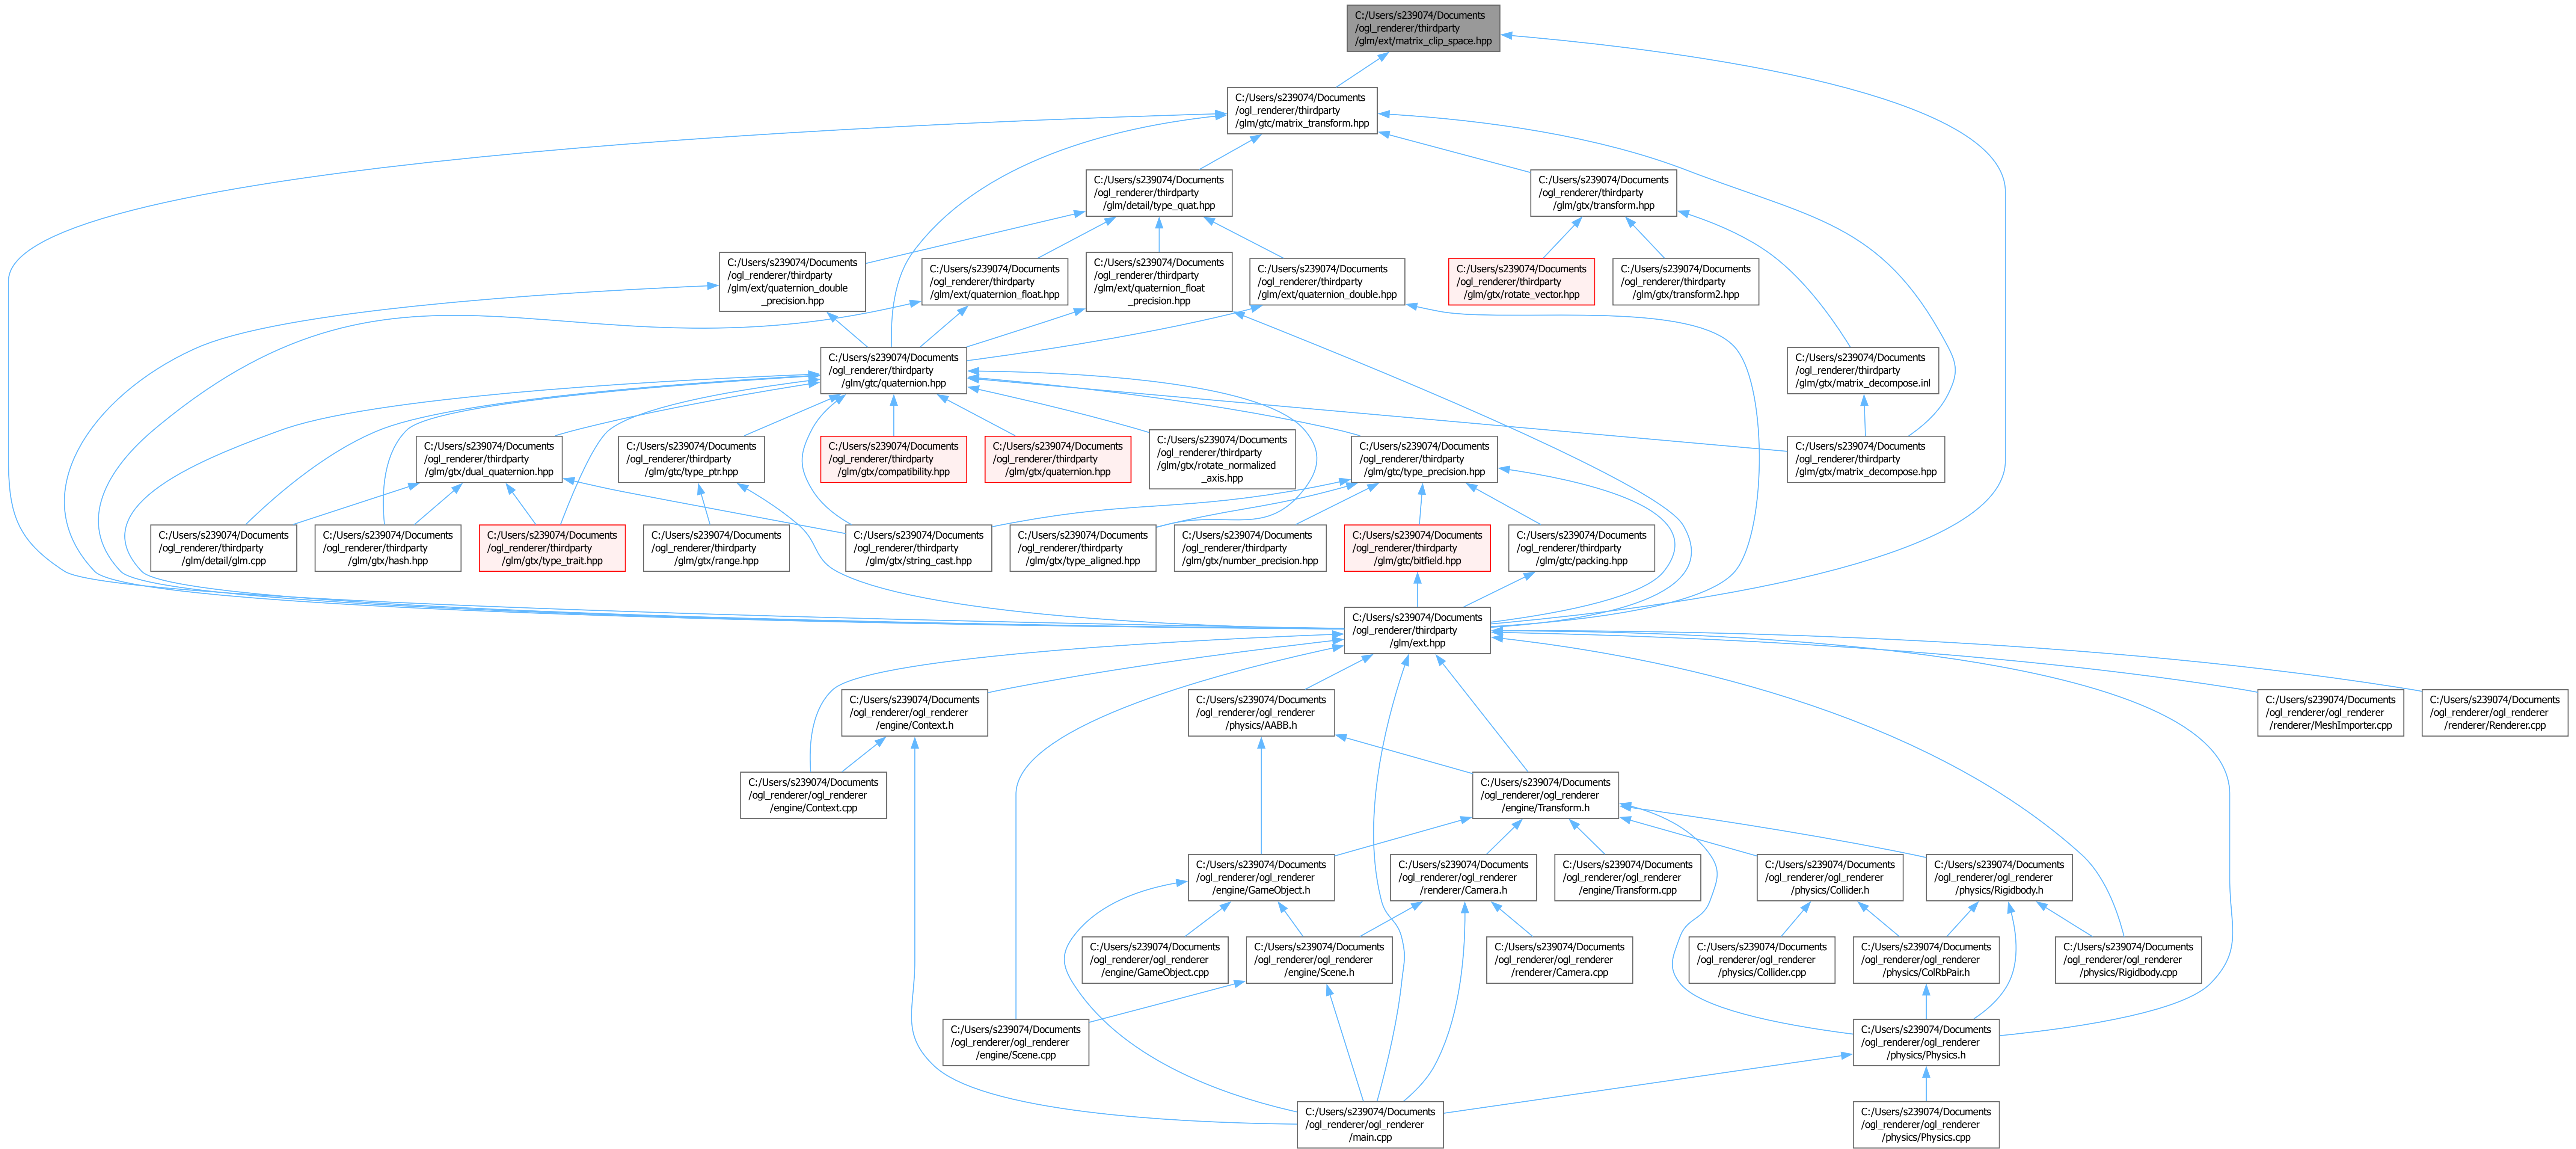 C:/Users/s239074/Documents
/ogl_renderer/thirdparty
/glm/ext/matrix_clip_space.hpp
C:/Users/s239074/Documents
/ogl_renderer/thirdparty
/glm/gtc/matrix_transform.hpp
C:/Users/s239074/Documents
/ogl_renderer/thirdparty
/glm/detail/type_quat.hpp
C:/Users/s239074/Documents
/ogl_renderer/thirdparty
/glm/gtx/transform.hpp
C:/Users/s239074/Documents
/ogl_renderer/thirdparty
/glm/ext/quaternion_double
_precision.hpp
C:/Users/s239074/Documents
/ogl_renderer/thirdparty
/glm/ext/quaternion_float.hpp
C:/Users/s239074/Documents
/ogl_renderer/thirdparty
/glm/ext/quaternion_float
_precision.hpp
C:/Users/s239074/Documents
/ogl_renderer/thirdparty
/glm/ext/quaternion_double.hpp
C:/Users/s239074/Documents
/ogl_renderer/thirdparty
/glm/gtx/rotate_vector.hpp
C:/Users/s239074/Documents
/ogl_renderer/thirdparty
/glm/gtx/transform2.hpp
C:/Users/s239074/Documents
/ogl_renderer/thirdparty
/glm/gtc/quaternion.hpp
C:/Users/s239074/Documents
/ogl_renderer/thirdparty
/glm/gtx/matrix_decompose.inl
C:/Users/s239074/Documents
/ogl_renderer/thirdparty
/glm/gtx/dual_quaternion.hpp
C:/Users/s239074/Documents
/ogl_renderer/thirdparty
/glm/gtc/type_ptr.hpp
C:/Users/s239074/Documents
/ogl_renderer/thirdparty
/glm/gtx/compatibility.hpp
C:/Users/s239074/Documents
/ogl_renderer/thirdparty
/glm/gtx/quaternion.hpp
C:/Users/s239074/Documents
/ogl_renderer/thirdparty
/glm/gtx/rotate_normalized
_axis.hpp
C:/Users/s239074/Documents
/ogl_renderer/thirdparty
/glm/gtc/type_precision.hpp
C:/Users/s239074/Documents
/ogl_renderer/thirdparty
/glm/gtx/matrix_decompose.hpp
C:/Users/s239074/Documents
/ogl_renderer/thirdparty
/glm/detail/glm.cpp
C:/Users/s239074/Documents
/ogl_renderer/thirdparty
/glm/gtx/hash.hpp
C:/Users/s239074/Documents
/ogl_renderer/thirdparty
/glm/gtx/type_trait.hpp
C:/Users/s239074/Documents
/ogl_renderer/thirdparty
/glm/gtx/range.hpp
C:/Users/s239074/Documents
/ogl_renderer/thirdparty
/glm/gtx/string_cast.hpp
C:/Users/s239074/Documents
/ogl_renderer/thirdparty
/glm/gtx/type_aligned.hpp
C:/Users/s239074/Documents
/ogl_renderer/thirdparty
/glm/gtx/number_precision.hpp
C:/Users/s239074/Documents
/ogl_renderer/thirdparty
/glm/gtc/bitfield.hpp
C:/Users/s239074/Documents
/ogl_renderer/thirdparty
/glm/gtc/packing.hpp
C:/Users/s239074/Documents
/ogl_renderer/thirdparty
/glm/ext.hpp
C:/Users/s239074/Documents
/ogl_renderer/ogl_renderer
/engine/Context.h
C:/Users/s239074/Documents
/ogl_renderer/ogl_renderer
/physics/AABB.h
C:/Users/s239074/Documents
/ogl_renderer/ogl_renderer
/renderer/MeshImporter.cpp
C:/Users/s239074/Documents
/ogl_renderer/ogl_renderer
/renderer/Renderer.cpp
C:/Users/s239074/Documents
/ogl_renderer/ogl_renderer
/engine/Context.cpp
C:/Users/s239074/Documents
/ogl_renderer/ogl_renderer
/engine/Transform.h
C:/Users/s239074/Documents
/ogl_renderer/ogl_renderer
/engine/GameObject.h
C:/Users/s239074/Documents
/ogl_renderer/ogl_renderer
/renderer/Camera.h
C:/Users/s239074/Documents
/ogl_renderer/ogl_renderer
/engine/Transform.cpp
C:/Users/s239074/Documents
/ogl_renderer/ogl_renderer
/physics/Collider.h
C:/Users/s239074/Documents
/ogl_renderer/ogl_renderer
/physics/Rigidbody.h
C:/Users/s239074/Documents
/ogl_renderer/ogl_renderer
/engine/GameObject.cpp
C:/Users/s239074/Documents
/ogl_renderer/ogl_renderer
/engine/Scene.h
C:/Users/s239074/Documents
/ogl_renderer/ogl_renderer
/renderer/Camera.cpp
C:/Users/s239074/Documents
/ogl_renderer/ogl_renderer
/physics/Collider.cpp
C:/Users/s239074/Documents
/ogl_renderer/ogl_renderer
/physics/ColRbPair.h
C:/Users/s239074/Documents
/ogl_renderer/ogl_renderer
/physics/Rigidbody.cpp
C:/Users/s239074/Documents
/ogl_renderer/ogl_renderer
/engine/Scene.cpp
C:/Users/s239074/Documents
/ogl_renderer/ogl_renderer
/physics/Physics.h
C:/Users/s239074/Documents
/ogl_renderer/ogl_renderer
/main.cpp
C:/Users/s239074/Documents
/ogl_renderer/ogl_renderer
/physics/Physics.cpp